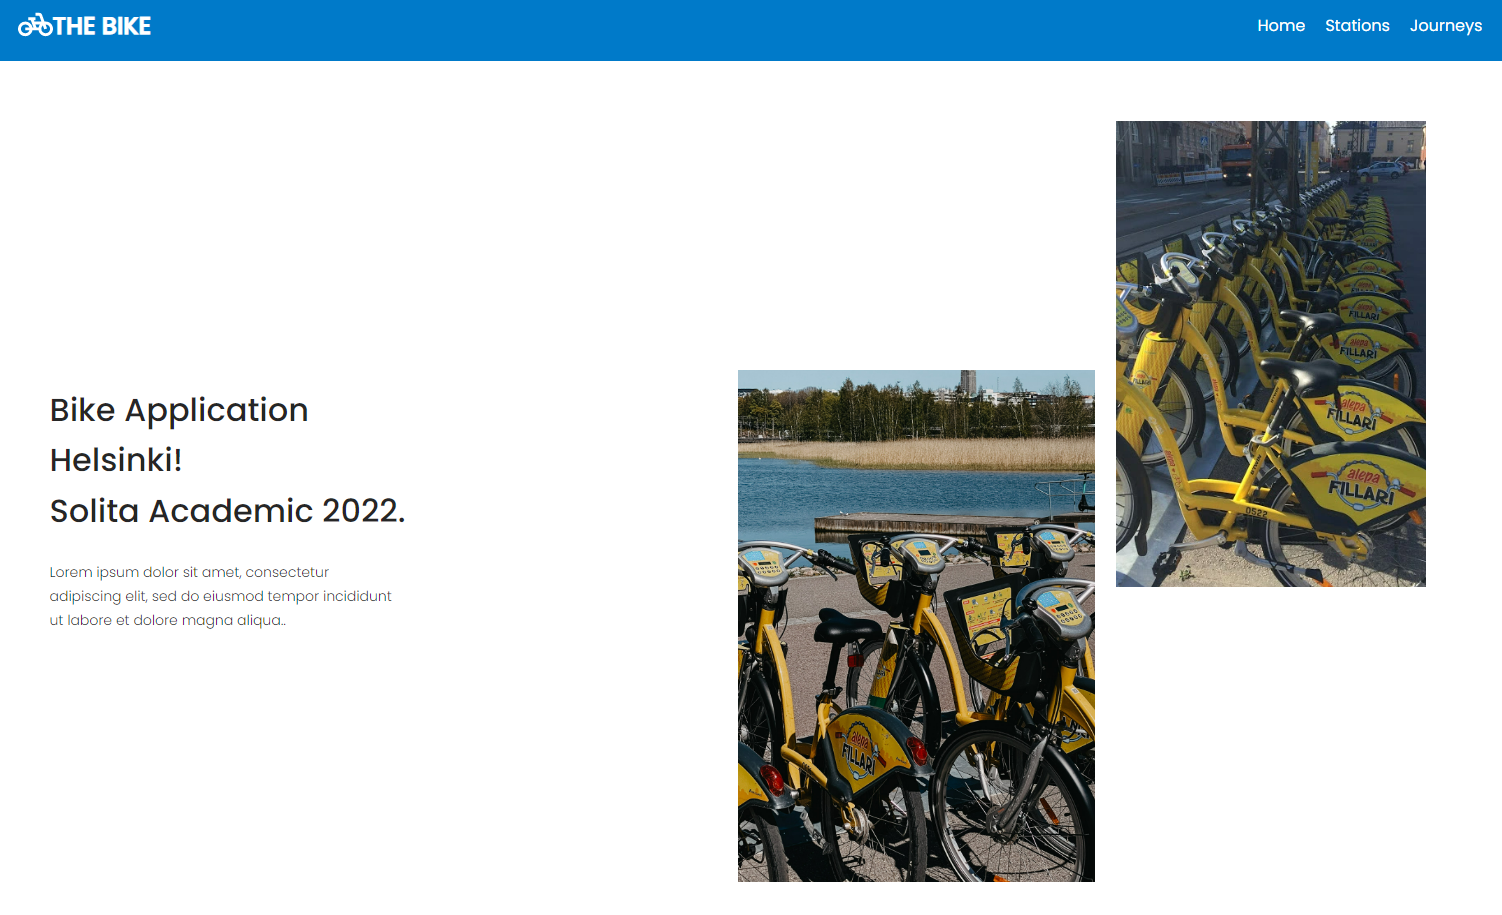 THE BIKE
Home Stations Journeys
Bike Application
Helsinki!
Solita Academic 2022.
Lorem ipsum dolor sit amet, consectetur
adipiscing elit, sed do eiusmod tempor incididunt
ut labore et dolore magna aliqua..
alepa
FILLARI
alepa
FILLARI
alepa
FILLARI
0522
alepa
FILLARI